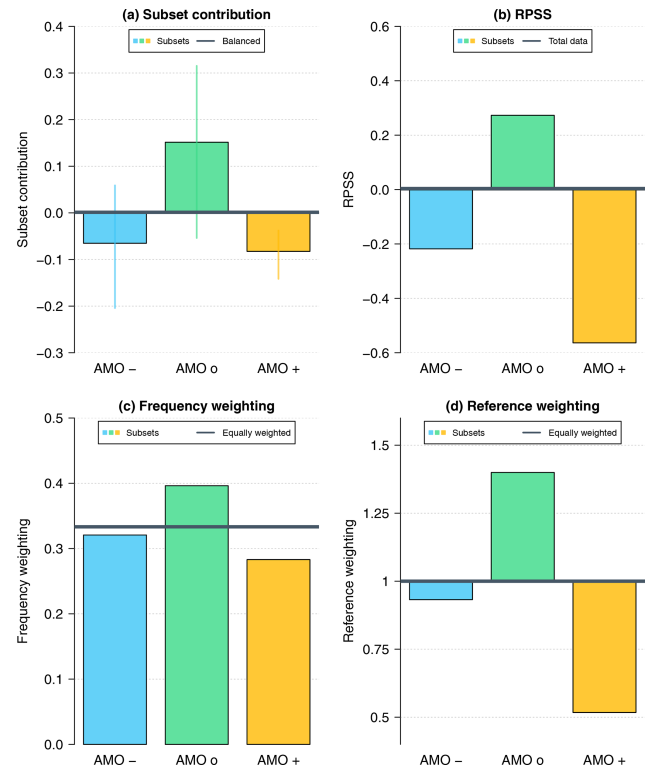 (a) Subset contribution
Subsets Balanced
Subset contribution
0.4
0.3
0.2
0.1
0.0
−0.1
−0.2
−0.3
AMO − AMO o AMO +
(b) RPSS
Subsets Total data
RPSS
0.6
0.4
0.2
0.0
−0.2
−0.4
−0.6
AMO − AMO o AMO +
(c) Frequency weighting
Subsets Equally weighted
Frequency weighting
0.5
0.4
0.3
0.2
0.1
0.0
AMO − AMO o AMO +
(d) Reference weighting
Subsets Equally weighted
Reference weighting
1.5
1.25
1
0.75
0.5
AMO − AMO o AMO +